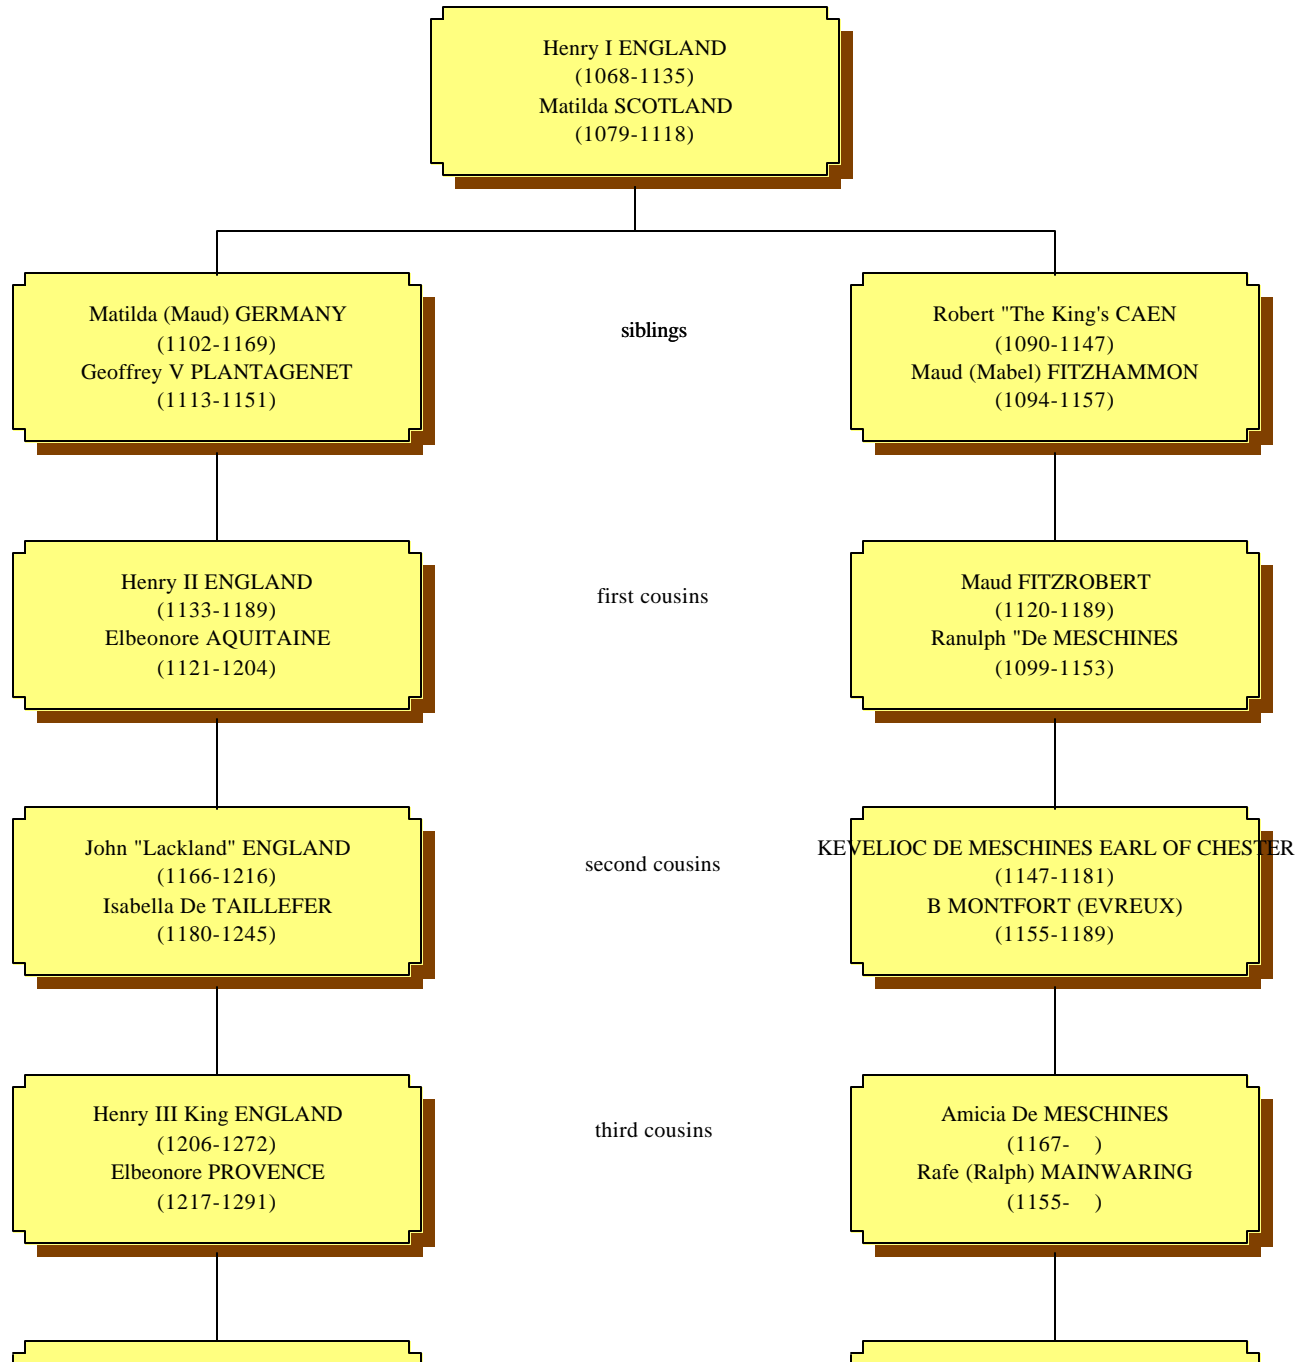 Henry I ENGLAND
(1068-1135)
Matilda SCOTLAND
(1079-1118)
Matilda (Maud) GERMANY
(1102-1169)
Geoffrey V PLANTAGENET
(1113-1151)
siblings
Robert "The King's CAEN
(1090-1147)
Maud (Mabel) FITZHAMMON
(1094-1157)
Henry II ENGLAND
(1133-1189)
Elbeonore AQUITAINE
(1121-1204)
first cousins
Maud FITZROBERT
(1120-1189)
Ranulph "De MESCHINES
(1099-1153)
John "Lackland" ENGLAND
(1166-1216)
Isabella De TAILLEFER
(1180-1245)
second cousins
KEVELIOC DE MESCHINES EARL OF CHESTER
(1147-1181)
B MONTFORT (EVREUX)
(1155-1189)
Henry III King ENGLAND
(1206-1272)
Elbeonore PROVENCE
(1217-1291)
third cousins
Amicia De MESCHINES
(1167-    )
Rafe (Ralph) MAINWARING
(1155-    )